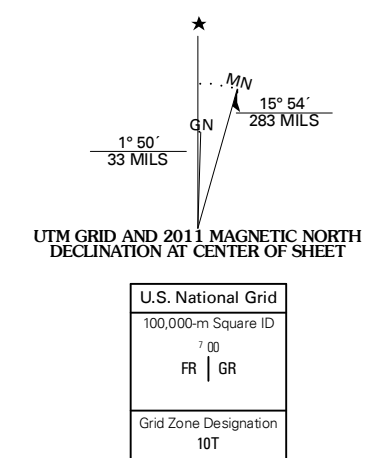 ★
MN
15° 54´
283 MILS
GN
1° 50´
33 MILS
UTM GRID AND 2011 MAGNETIC NORTH
DECLINATION AT CENTER OF SHEET
U.S. National Grid
100,000-m Square ID
7 00
FR GR
Grid Zone Designation
10T